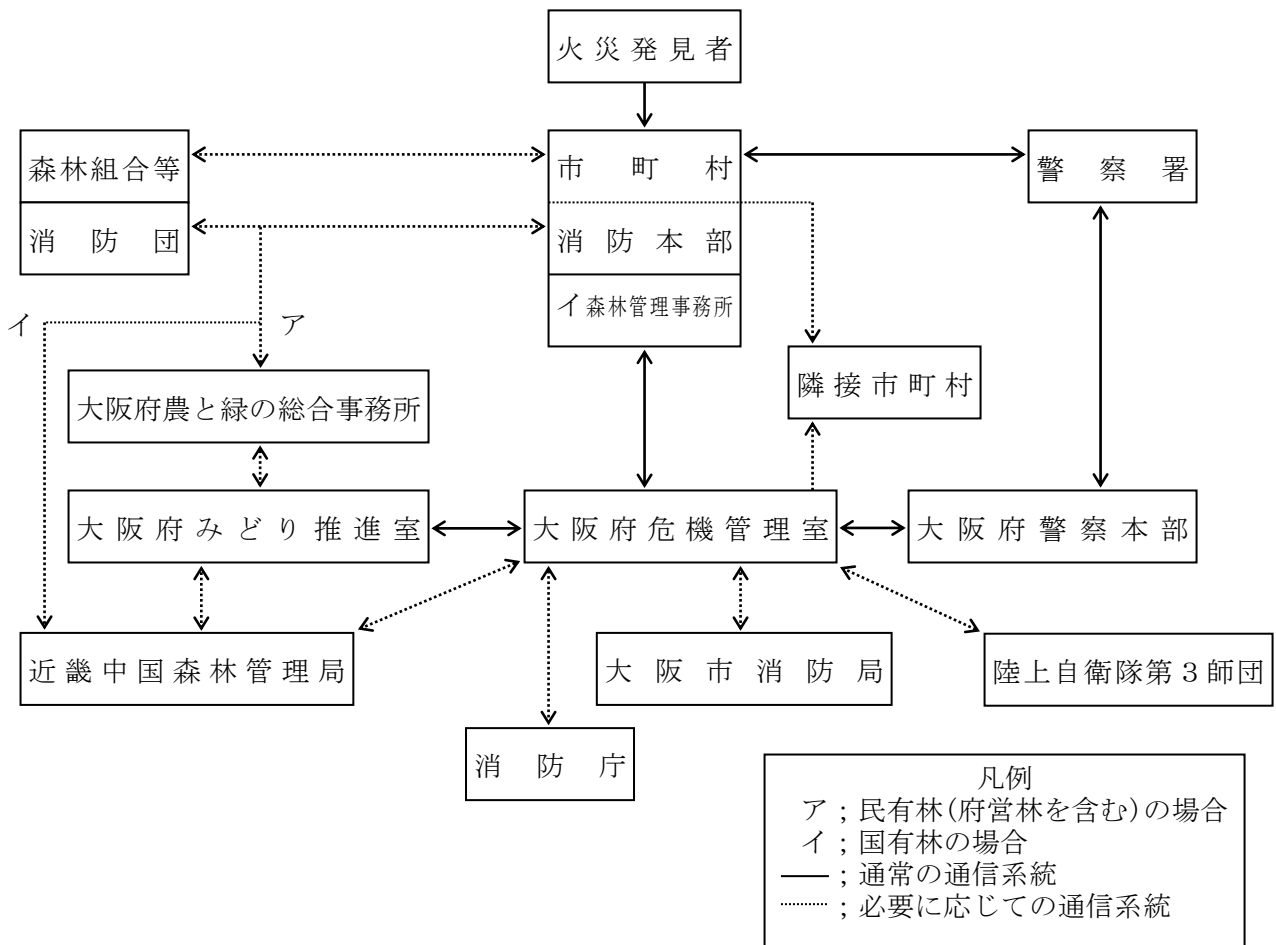 火災発見者
森林組合等
市町村
警察署
消防団
消防本部
イ森林管理事務所
イ
ア
隣接市町村
大阪府農と緑の総合事務所
大阪府みどり推進室
大阪府危機管理室
大阪府警察本部
近畿中国森林管理局
大阪市消防局
陸上自衛隊第3師団
消防庁
凡例
ア;民有林(府営林を含む)の場合
イ;国有林の場合
;通常の通信系統
;必要に応じての通信系統